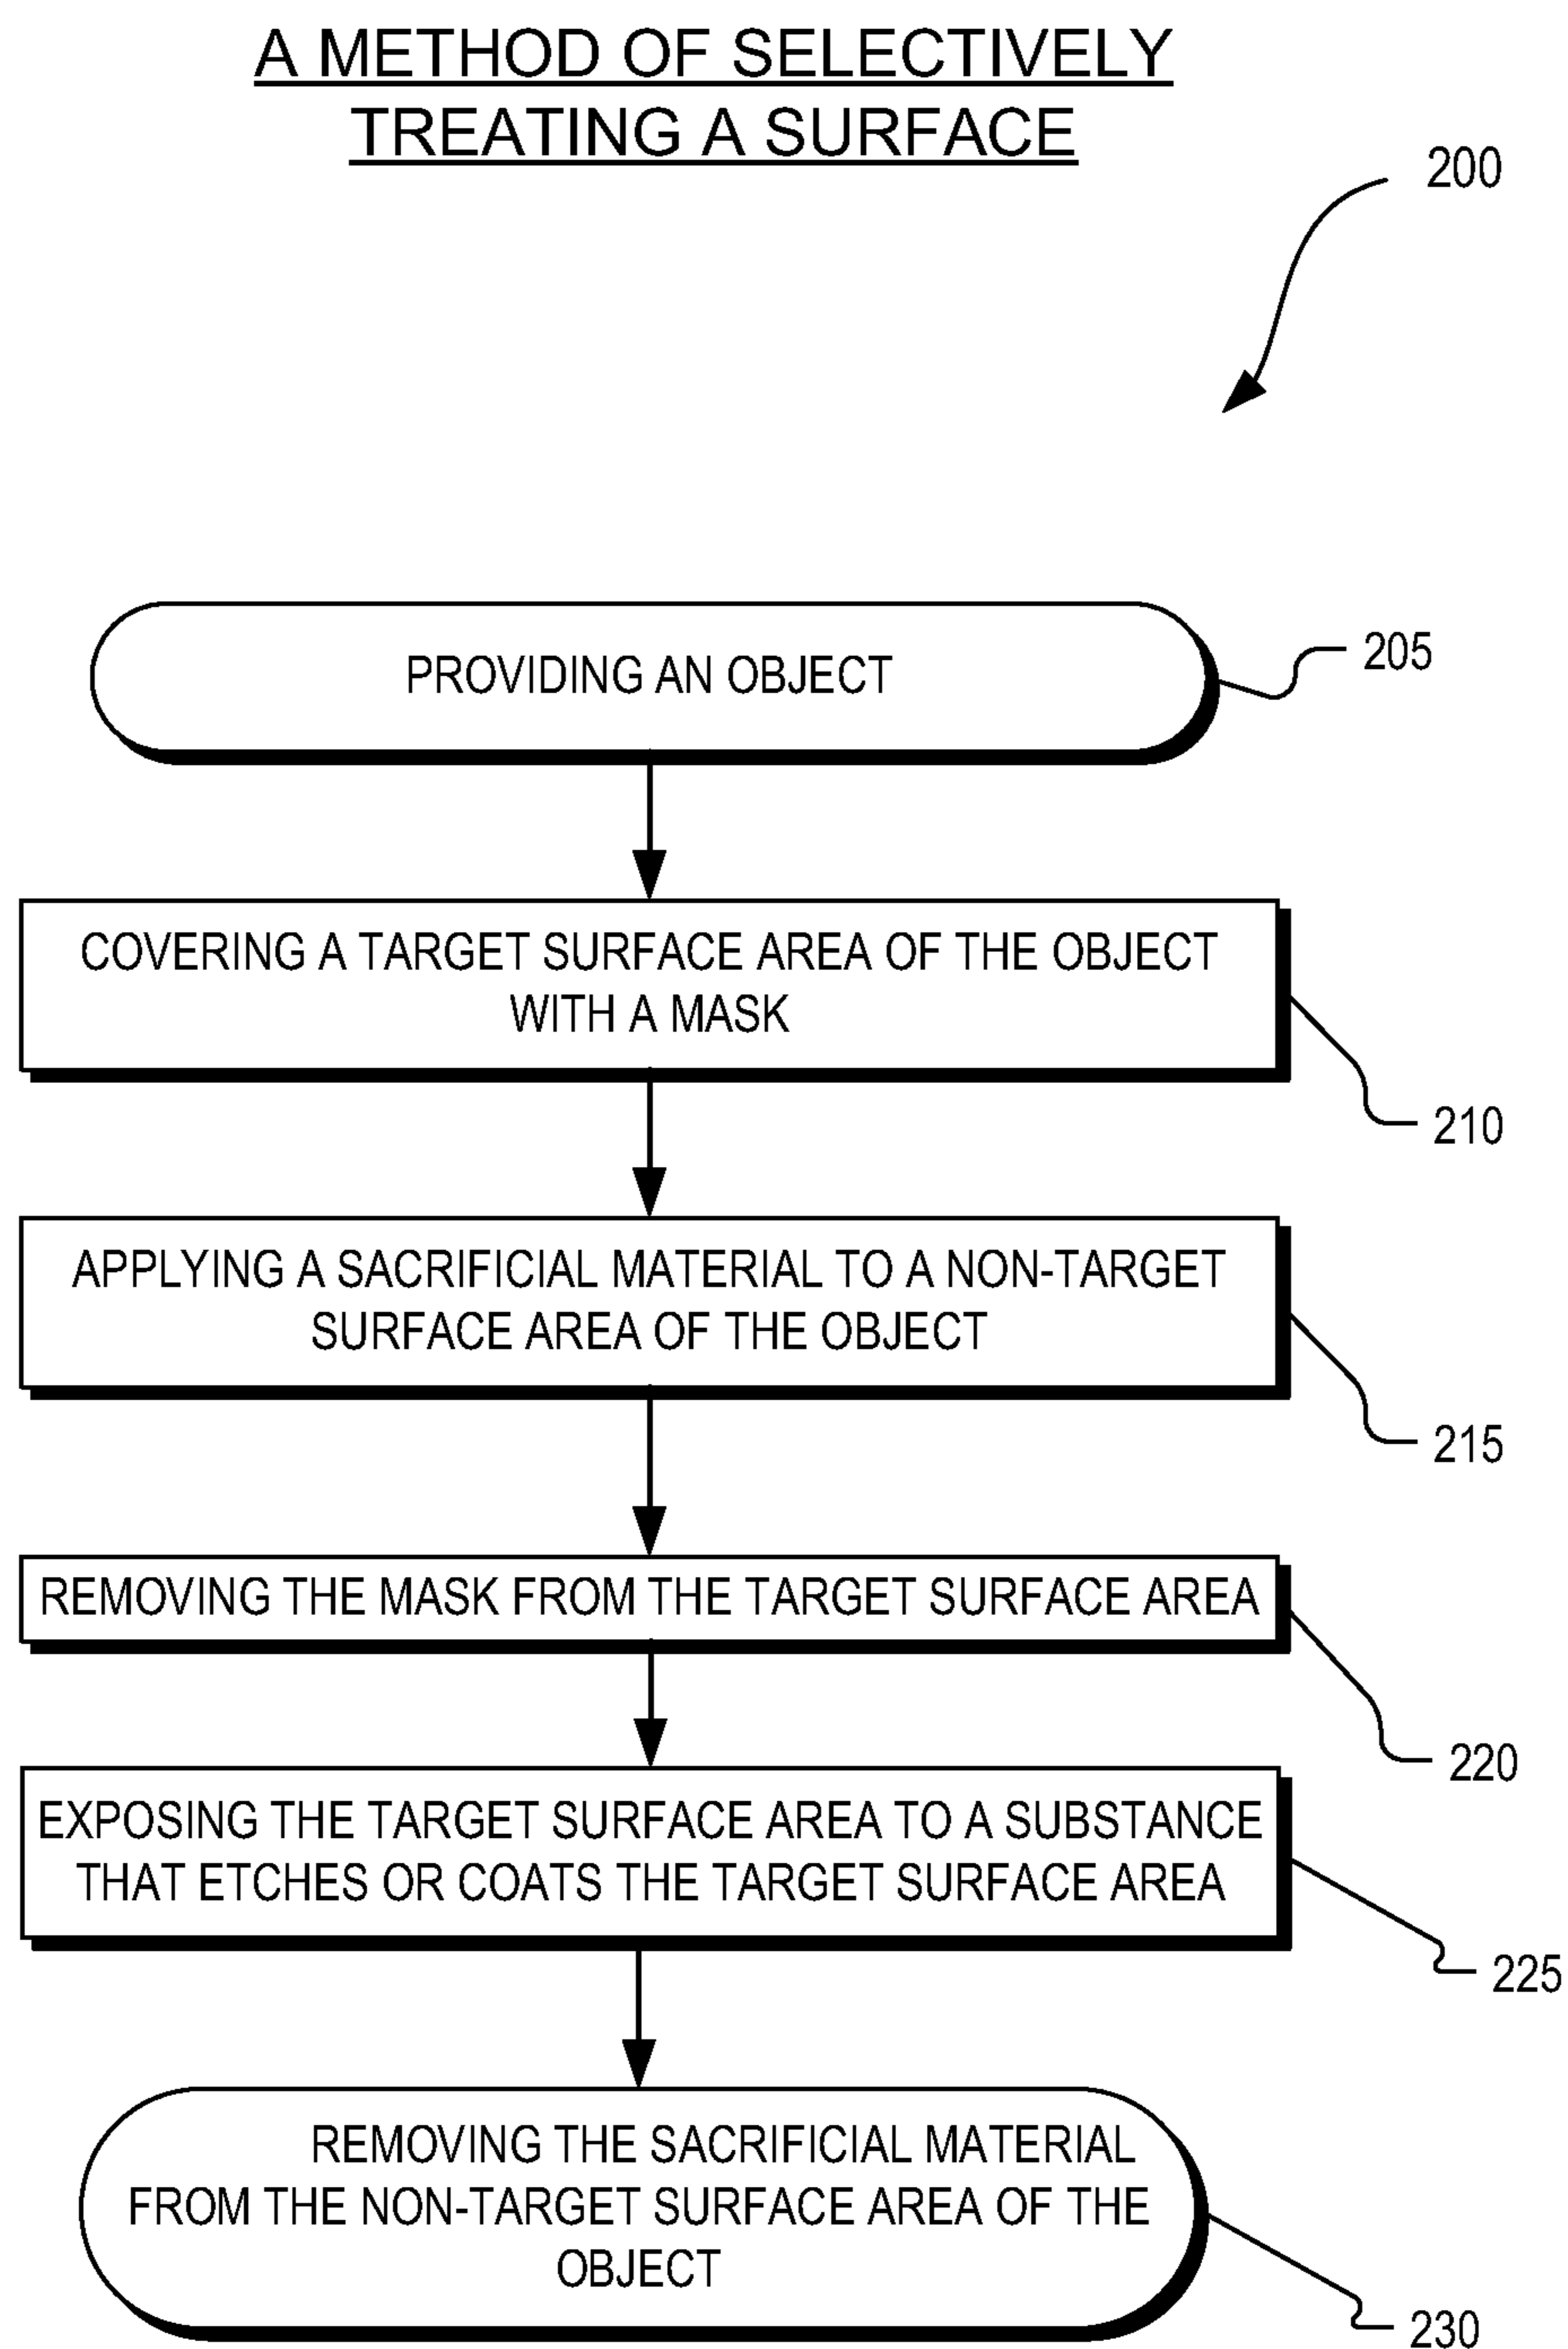 A METHOD OF SELECTIVELY
TREATING A SURFACE
200
PROVIDING AN OBJECT
205
COVERING A TARGET SURFACE AREA OF THE OBJECT
WITH A MASK
210
APPLYING A SACRIFICIAL MATERIAL TO A NON-TARGET
SURFACE AREA OF THE OBJECT
215
REMOVING THE MASK FROM THE TARGET SURFACE AREA
220
EXPOSING THE TARGET SURFACE AREA TO A SUBSTANCE
THAT ETCHES OR COATS THE TARGET SURFACE AREA
225
REMOVING THE SACRIFICIAL MATERIAL
FROM THE NON-TARGET SURFACE AREA OF THE
OBJECT
230